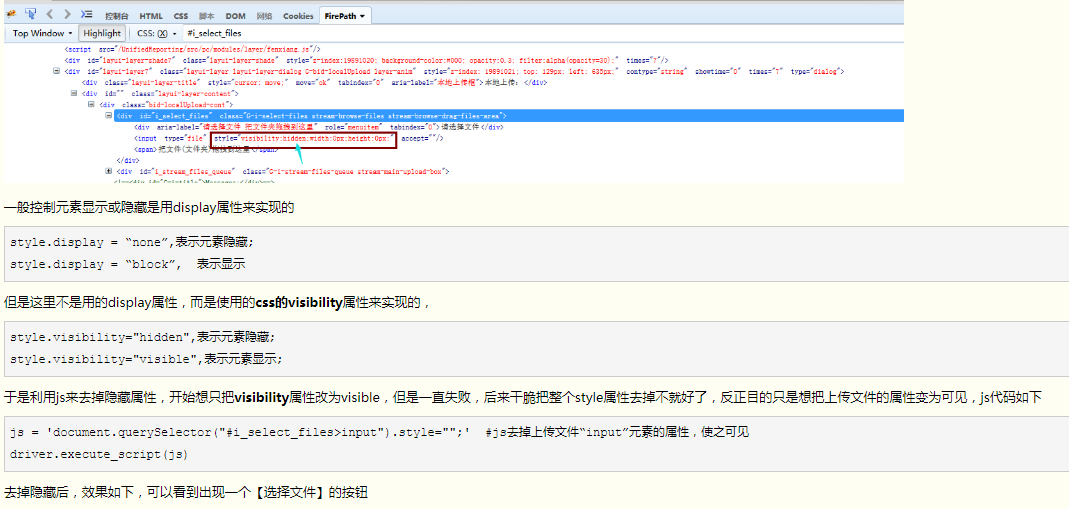 控制台 HTML CSS 脚本 DOM 网络 Cookies FirePath
Top Window Highlight CSS: (X) #i_select_files
<script src="/UnifiedReporting/src/pc/modules/layer/fenxiang.js"/>
<div id="layui-layer-shade7" class="layui-layer-shade" style="z-index:19891020; background-color:#000; opacity:0.3; filter:alpha(opacity=30);" times="7"/>
<div id="layui-layer7" class="layui-layer layui-layer-dialog G-bid-localUpload layer-anim" style="z-index: 19891021; top: 129px; left: 635px;" contype="string" showtime="0" times="7" type="dialog">
<div class="layui-layer-title" style="cursor: move;" move="ok" tabindex="0" aria-label="本地上传框">本地上传: </div>
<div id="" class="layui-layer-content">
<div class="bid-localUpload-cont">
<div id="i_select_files" class="G-i-select-files stream-browse-files stream-browse-drag-files-area">
<div aria-label="请选择文件 把文件夹拖拽到这里" role="menuitem" tabindex="0">请选择文件</div>
<input type="file" style="visibility:hidden;width:0px;height:0px;" accept=""/>
<span>把文件(文件夹)拖拽到这里</span>
</div>
<div id="i_stream_files_queue" class="G-i-stream-files-queue stream-main-upload-box">
一般控制元素显示或隐藏是用display属性来实现的
style.display = “none”,表示元素隐藏;
style.display = “block”, 表示显示
但是这里不是用的display属性，而是使用的css的visibility属性来实现的，
style.visibility="hidden",表示元素隐藏;
style.visibility="visible",表示元素显示;
于是利用js来去掉隐藏属性，开始想只把visibility属性改为visible，但是一直失败，后来干脆把整个style属性去掉不就好了，反正目的只是想把上传文件的属性变为可见，js代码如下
js = 'document.querySelector("#i_select_files>input").style="";' #js去掉上传文件“input”元素的属性，使之可见
driver.execute_script(js)
去掉隐藏后，效果如下，可以看到出现一个【选择文件】的按钮